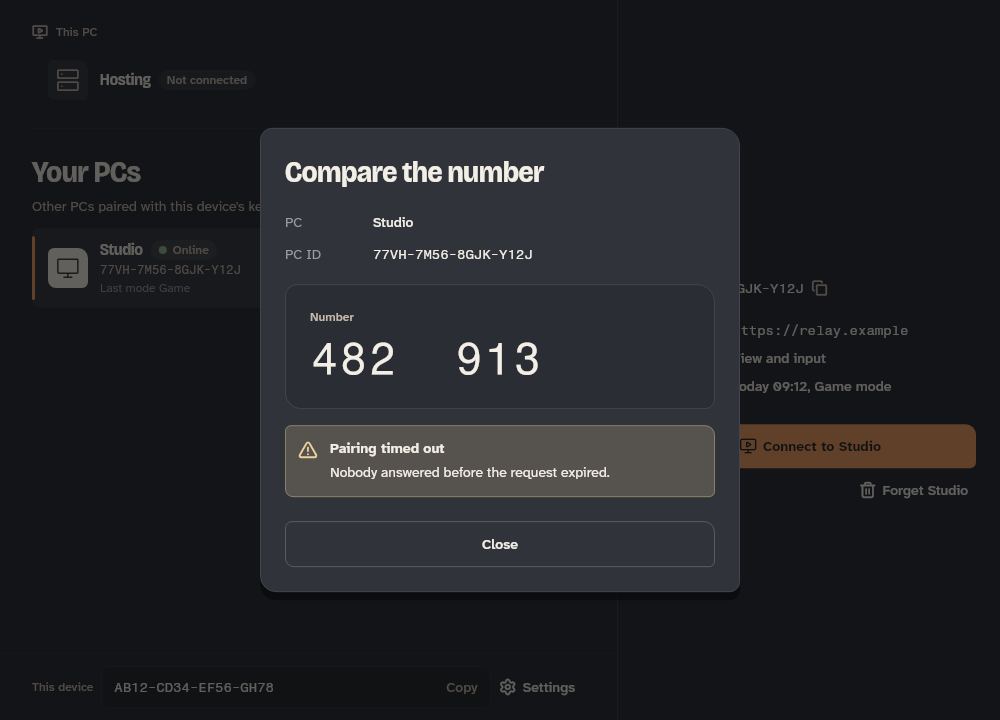 This PC
Hosting
Not connected
Your PCs
Other PCs paired with this device's
Studio
Online
77VH-7M56-8GJK-Y12J
Last mode Game
Compare the number
PC
Studio
PC ID
77VH-7M56-8GJK-Y12J
Number
482 913
Pairing timed out
Nobody answered before the request expired.
Close
GJK-Y12J
ttps://relay.example
iew and input
oday 09:12, Game mode
Connect to Studio
Forget Studio
This device
AB12-CD34-EF56-GH78
Copy
Settings